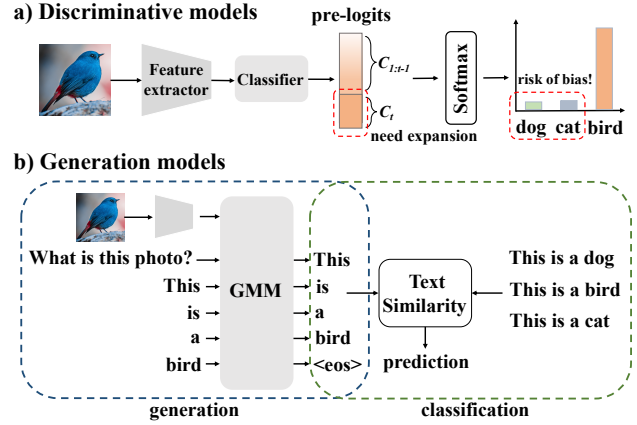 a) Discriminative models
pre-logits
Feature
extractor
Classifier
C1:t-1
Ct
need expansion
Softmax
risk of bias!
dog cat bird
b) Generation models
What is this photo?
This
is
a
bird
GMM
This
is
a
bird
<eos>
Text
Similarity
prediction
This is a dog
This is a bird
This is a cat
generation
classification